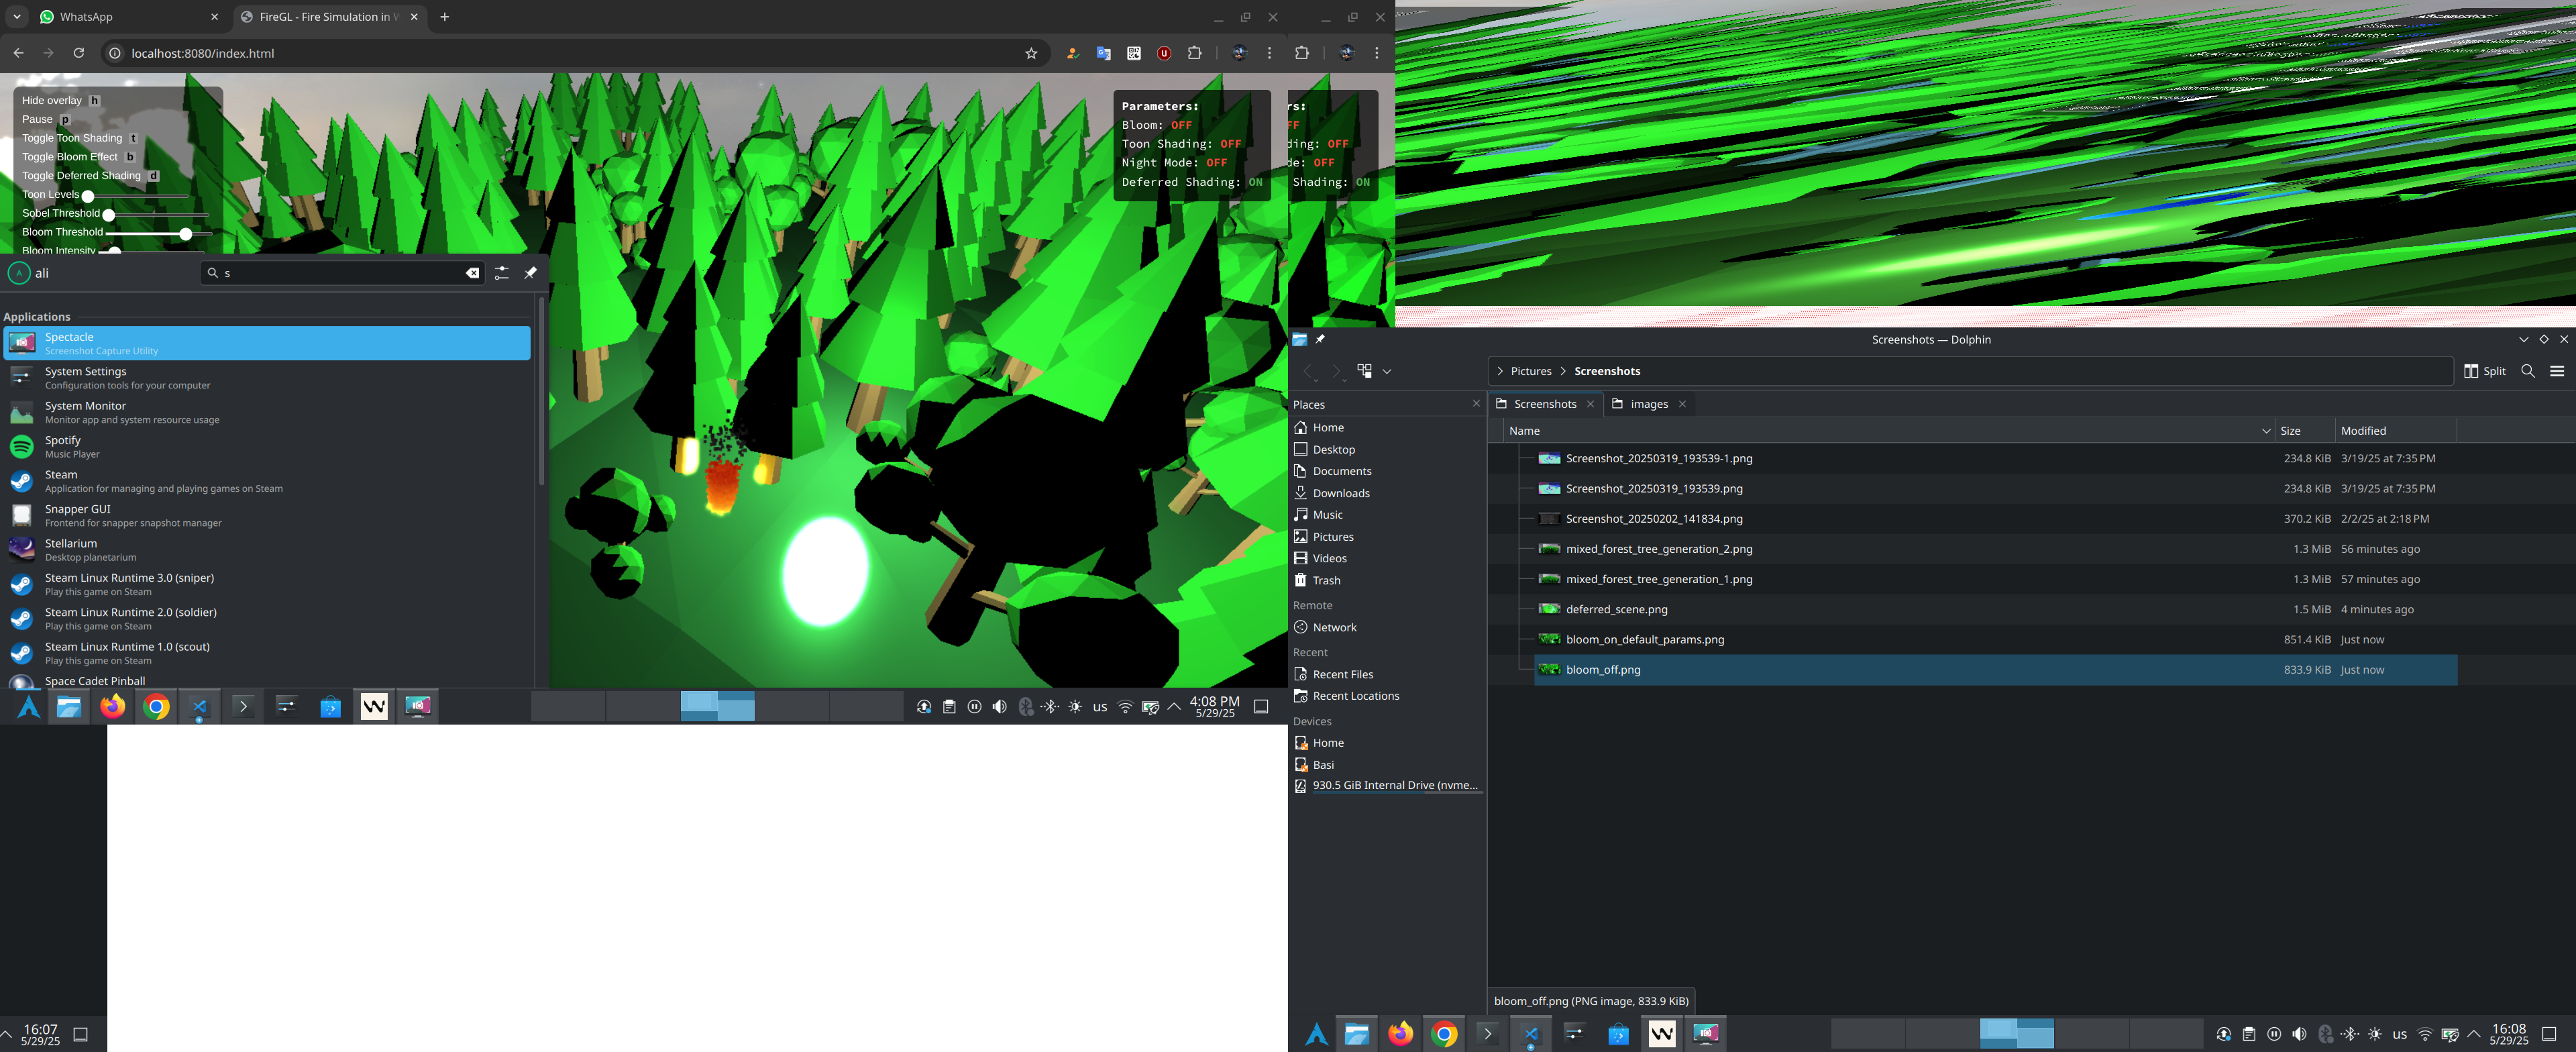 WhatsApp
FireGL - Fire Simulation in
localhost:8080/index.html
Hide overlay h
Pause p
Toggle Toon Shading t
Toggle Bloom Effect b
Toggle Deferred Shading d
Toon Levels
Sobel Threshold
Bloom Threshold
Bloom Intensity
Parameters:
Bloom: OFF
Toon Shading: OFF
Night Mode: OFF
Deferred Shading: ON
rs:
FF
ding: OFF
de: OFF
Shading: ON
A ali
s
Applications
Spectacle
Screenshot Capture Utility
System Settings
Configuration tools for your computer
System Monitor
Monitor app and system resource usage
Spotify
Music Player
Steam
Application for managing and playing games on Steam
Snapper GUI
Frontend for snapper snapshot manager
Stellarium
Desktop planetarium
Steam Linux Runtime 3.0 (sniper)
Play this game on Steam
Steam Linux Runtime 2.0 (soldier)
Play this game on Steam
Steam Linux Runtime 1.0 (scout)
Play this game on Steam
Space Cadet Pinball
us
4:08 PM
5/29/25
16:07
5/29/25
Screenshots — Dolphin
Pictures
Screenshots
Split
Places
Home
Desktop
Documents
Downloads
Music
Pictures
Videos
Trash
Remote
Network
Recent
Recent Files
Recent Locations
Devices
Home
Basi
930.5 GiB Internal Drive (nvme...
Screenshots
images
Name Size Modified
Screenshot_20250319_193539-1.png 234.8 KiB 3/19/25 at 7:35 PM
Screenshot_20250319_193539.png 234.8 KiB 3/19/25 at 7:35 PM
Screenshot_20250202_141834.png 370.2 KiB 2/2/25 at 2:18 PM
mixed_forest_tree_generation_2.png 1.3 MiB 56 minutes ago
mixed_forest_tree_generation_1.png 1.3 MiB 57 minutes ago
deferred_scene.png 1.5 MiB 4 minutes ago
bloom_on_default_params.png 851.4 KiB Just now
bloom_off.png 833.9 KiB Just now
bloom_off.png (PNG image, 833.9 KiB)
us
16:08
5/29/25